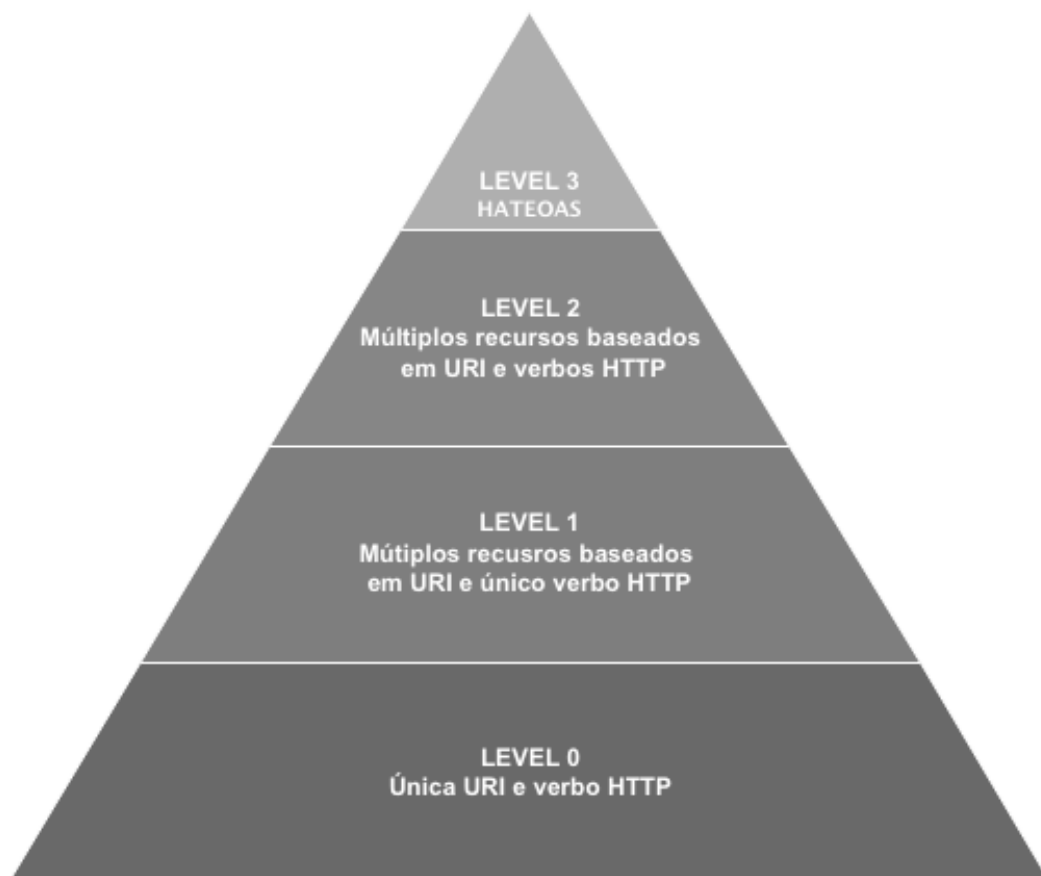 LEVEL 3
HATEOAS
LEVEL 2
Múltiplos recursos baseados
em URI e verbos HTTP
LEVEL 1
Mútiplos recusros baseados
em URI e único verbo HTTP
LEVEL 0
Única URI e verbo HTTP